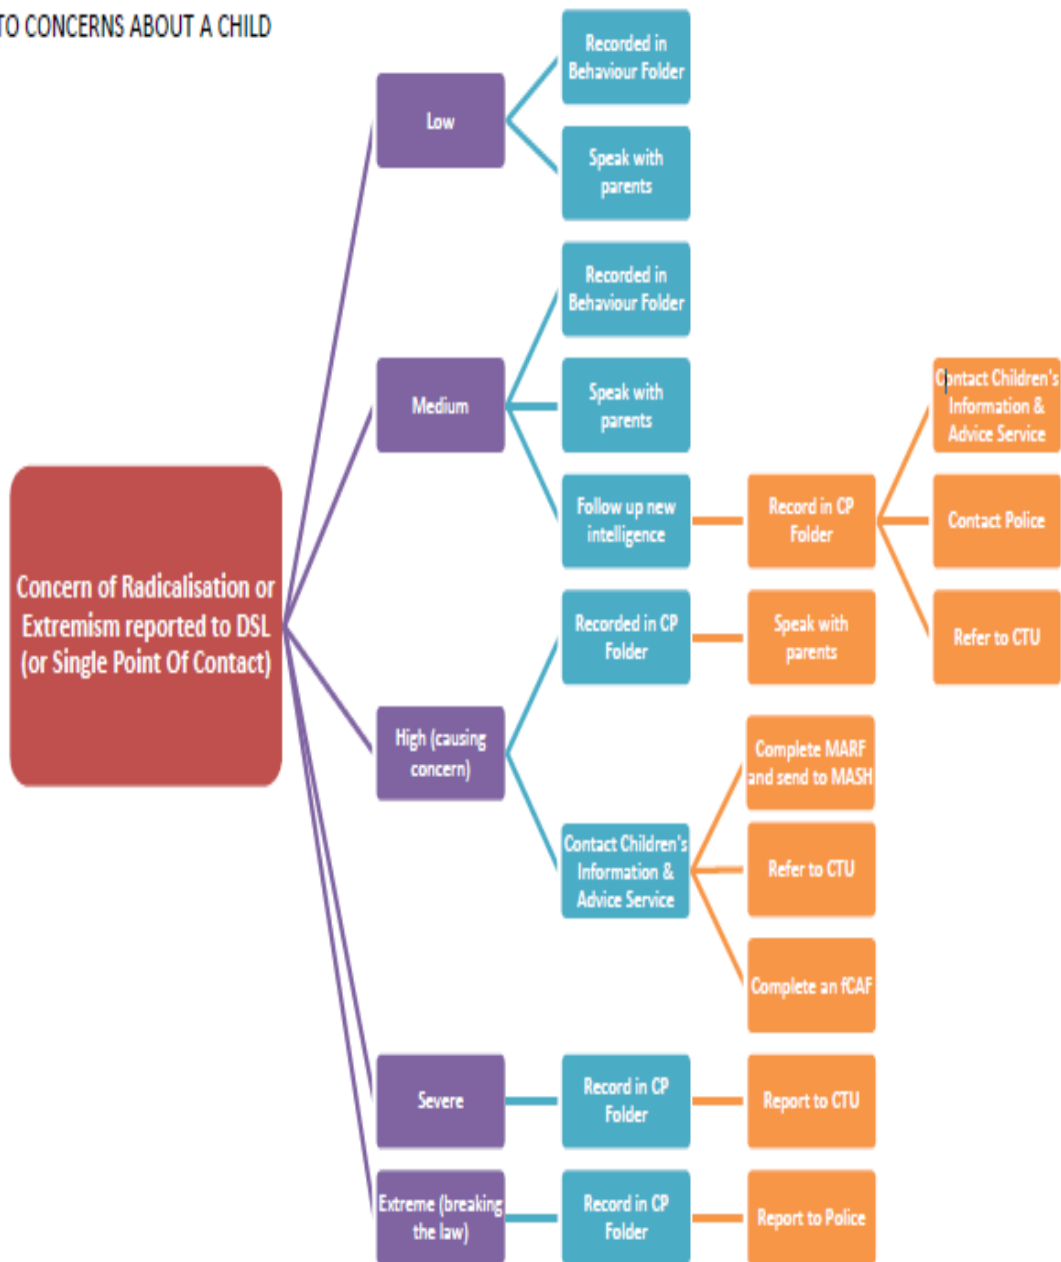 TO CONCERNS ABOUT A CHILD
Concern of Radicalisation or
Extremism reported to DSL
(or Single Point Of Contact)
Low
Recorded in
Behaviour Folder
Speak with
parents
Medium
Recorded in
Behaviour Folder
Speak with
parents
Follow up new
intelligence
Record in CP
Folder
Contact Children's
Information &
Advice Service
Contact Police
Refer to CTU
High (causing
concern)
Recorded in CP
Folder
Speak with
parents
Contact Children's
Information &
Advice Service
Complete MARF
and send to MASH
Refer to CTU
Complete an fCAF
Severe
Record in CP
Folder
Report to CTU
Extreme (breaking
the law)
Record in CP
Folder
Report to Police